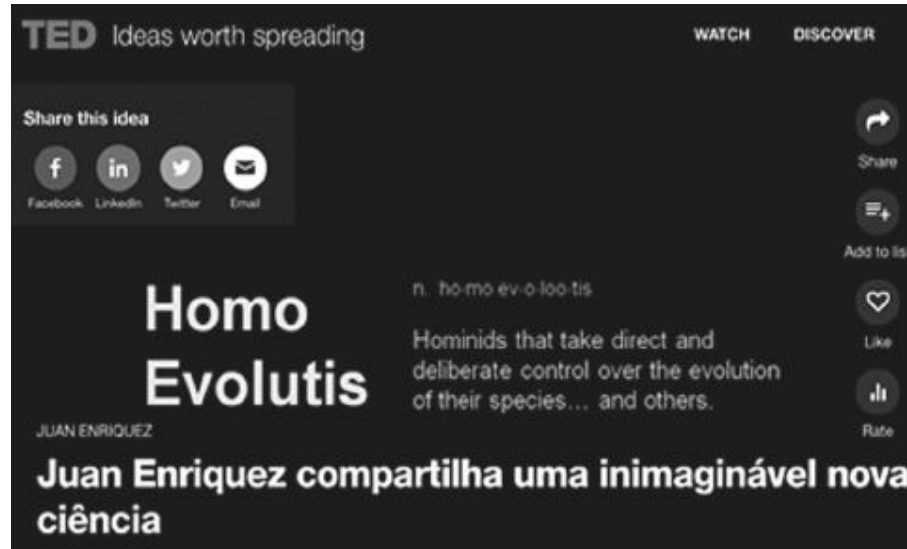 TED Ideas worth spreading
WATCH DISCOVER
Share this idea
Facebook LinkedIn Twitter Email
Share
Add to lis
Like
Rate
Homo
Evolutis
n. ho·mo ev·o·loo·tis
Hominids that take direct and
deliberate control over the evolution
of their species... and others.
JUAN ENRIQUEZ
Juan Enriquez compartilha uma inimaginável nova
ciência